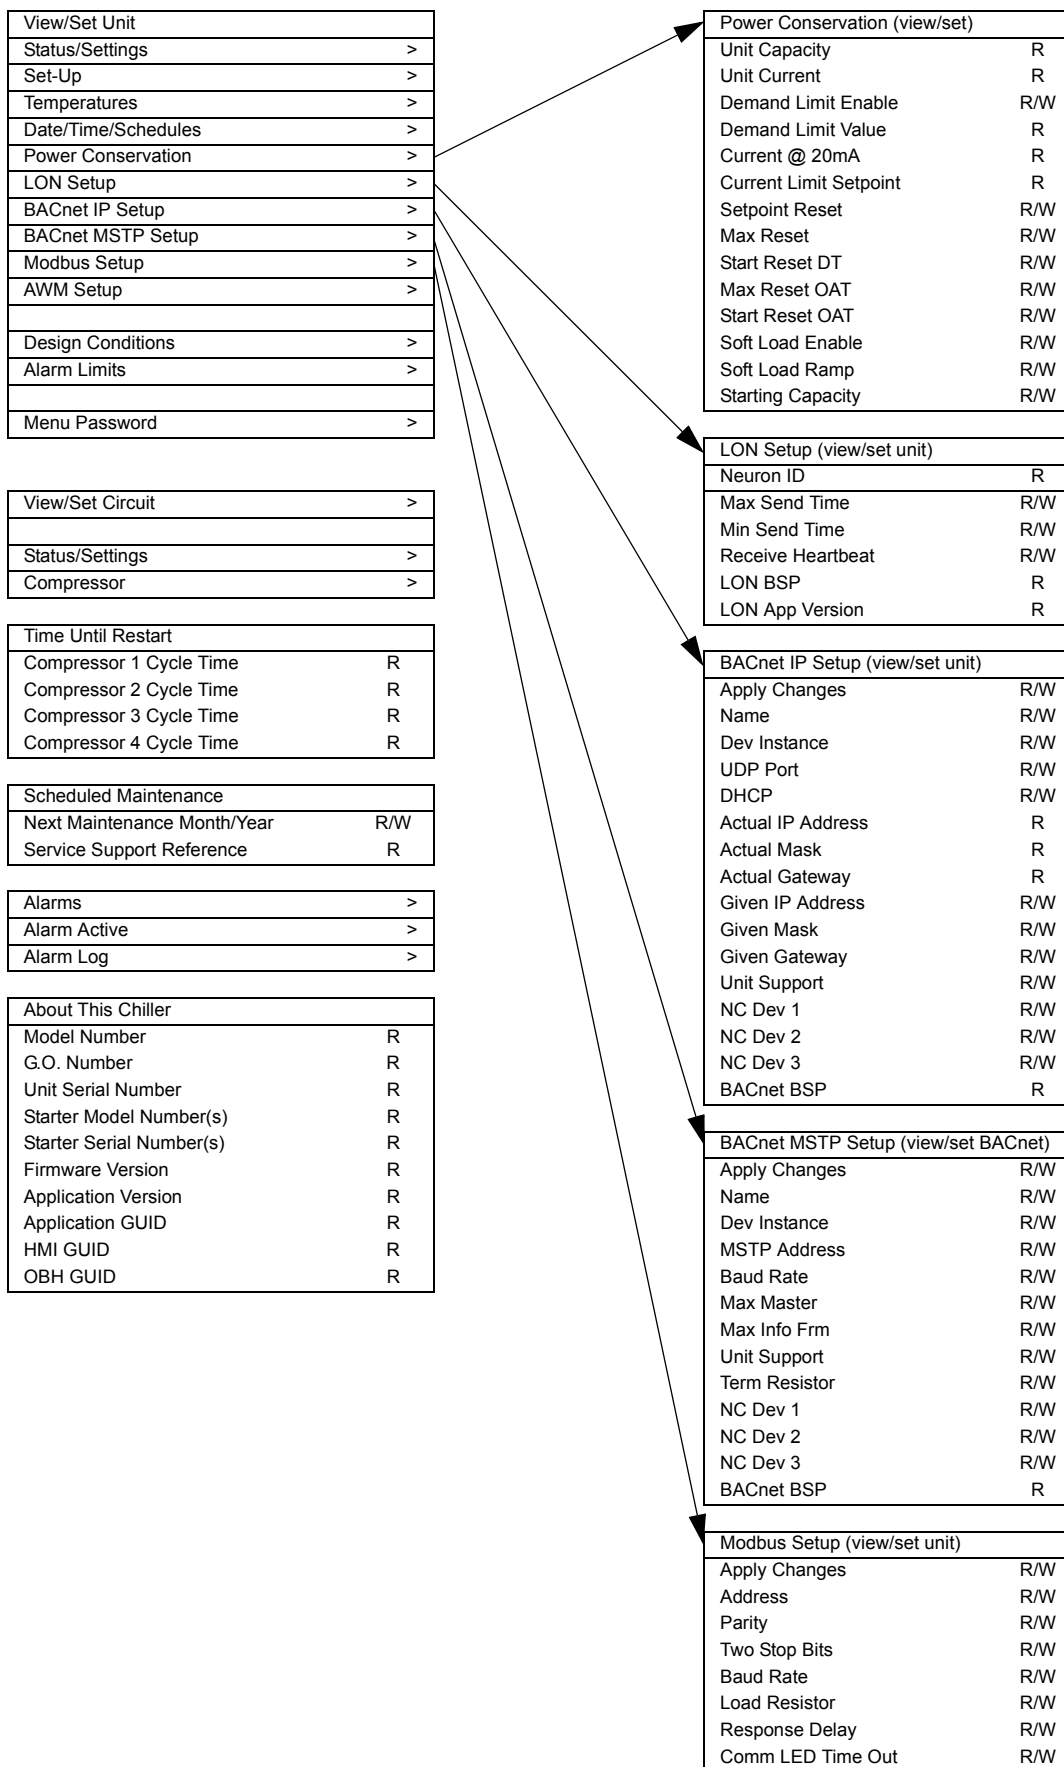 View/Set Unit
Status/Settings >
Set-Up >
Temperatures >
Date/Time/Schedules >
Power Conservation >
LON Setup >
BACnet IP Setup >
BACnet MSTP Setup >
Modbus Setup >
AWM Setup >
Design Conditions >
Alarm Limits >
Menu Password >
View/Set Circuit >
Status/Settings >
Compressor >
Time Until Restart
Compressor 1 Cycle Time R
Compressor 2 Cycle Time R
Compressor 3 Cycle Time R
Compressor 4 Cycle Time R
Scheduled Maintenance
Next Maintenance Month/Year R/W
Service Support Reference R
Alarms >
Alarm Active >
Alarm Log >
About This Chiller
Model Number R
G.O. Number R
Unit Serial Number R
Starter Model Number(s) R
Starter Serial Number(s) R
Firmware Version R
Application Version R
Application GUID R
HMI GUID R
OBH GUID R
Power Conservation (view/set)
Unit Capacity R
Unit Current R
Demand Limit Enable R/W
Demand Limit Value R
Current @ 20mA R
Current Limit Setpoint R
Setpoint Reset R/W
Max Reset R/W
Start Reset DT R/W
Max Reset OAT R/W
Start Reset OAT R/W
Soft Load Enable R/W
Soft Load Ramp R/W
Starting Capacity R/W
LON Setup (view/set unit)
Neuron ID R
Max Send Time R/W
Min Send Time R/W
Receive Heartbeat R/W
LON BSP R
LON App Version R
BACnet IP Setup (view/set unit)
Apply Changes R/W
Name R/W
Dev Instance R/W
UDP Port R/W
DHCP R/W
Actual IP Address R
Actual Mask R
Actual Gateway R
Given IP Address R/W
Given Mask R/W
Given Gateway R/W
Unit Support R/W
NC Dev 1 R/W
NC Dev 2 R/W
NC Dev 3 R/W
BACnet BSP R
BACnet MSTP Setup (view/set BACnet)
Apply Changes R/W
Name R/W
Dev Instance R/W
MSTP Address R/W
Baud Rate R/W
Max Master R/W
Max Info Frm R/W
Unit Support R/W
Term Resistor R/W
NC Dev 1 R/W
NC Dev 2 R/W
NC Dev 3 R/W
BACnet BSP R
Modbus Setup (view/set unit)
Apply Changes R/W
Address R/W
Parity R/W
Two Stop Bits R/W
Baud Rate R/W
Load Resistor R/W
Response Delay R/W
Comm LED Time Out R/W